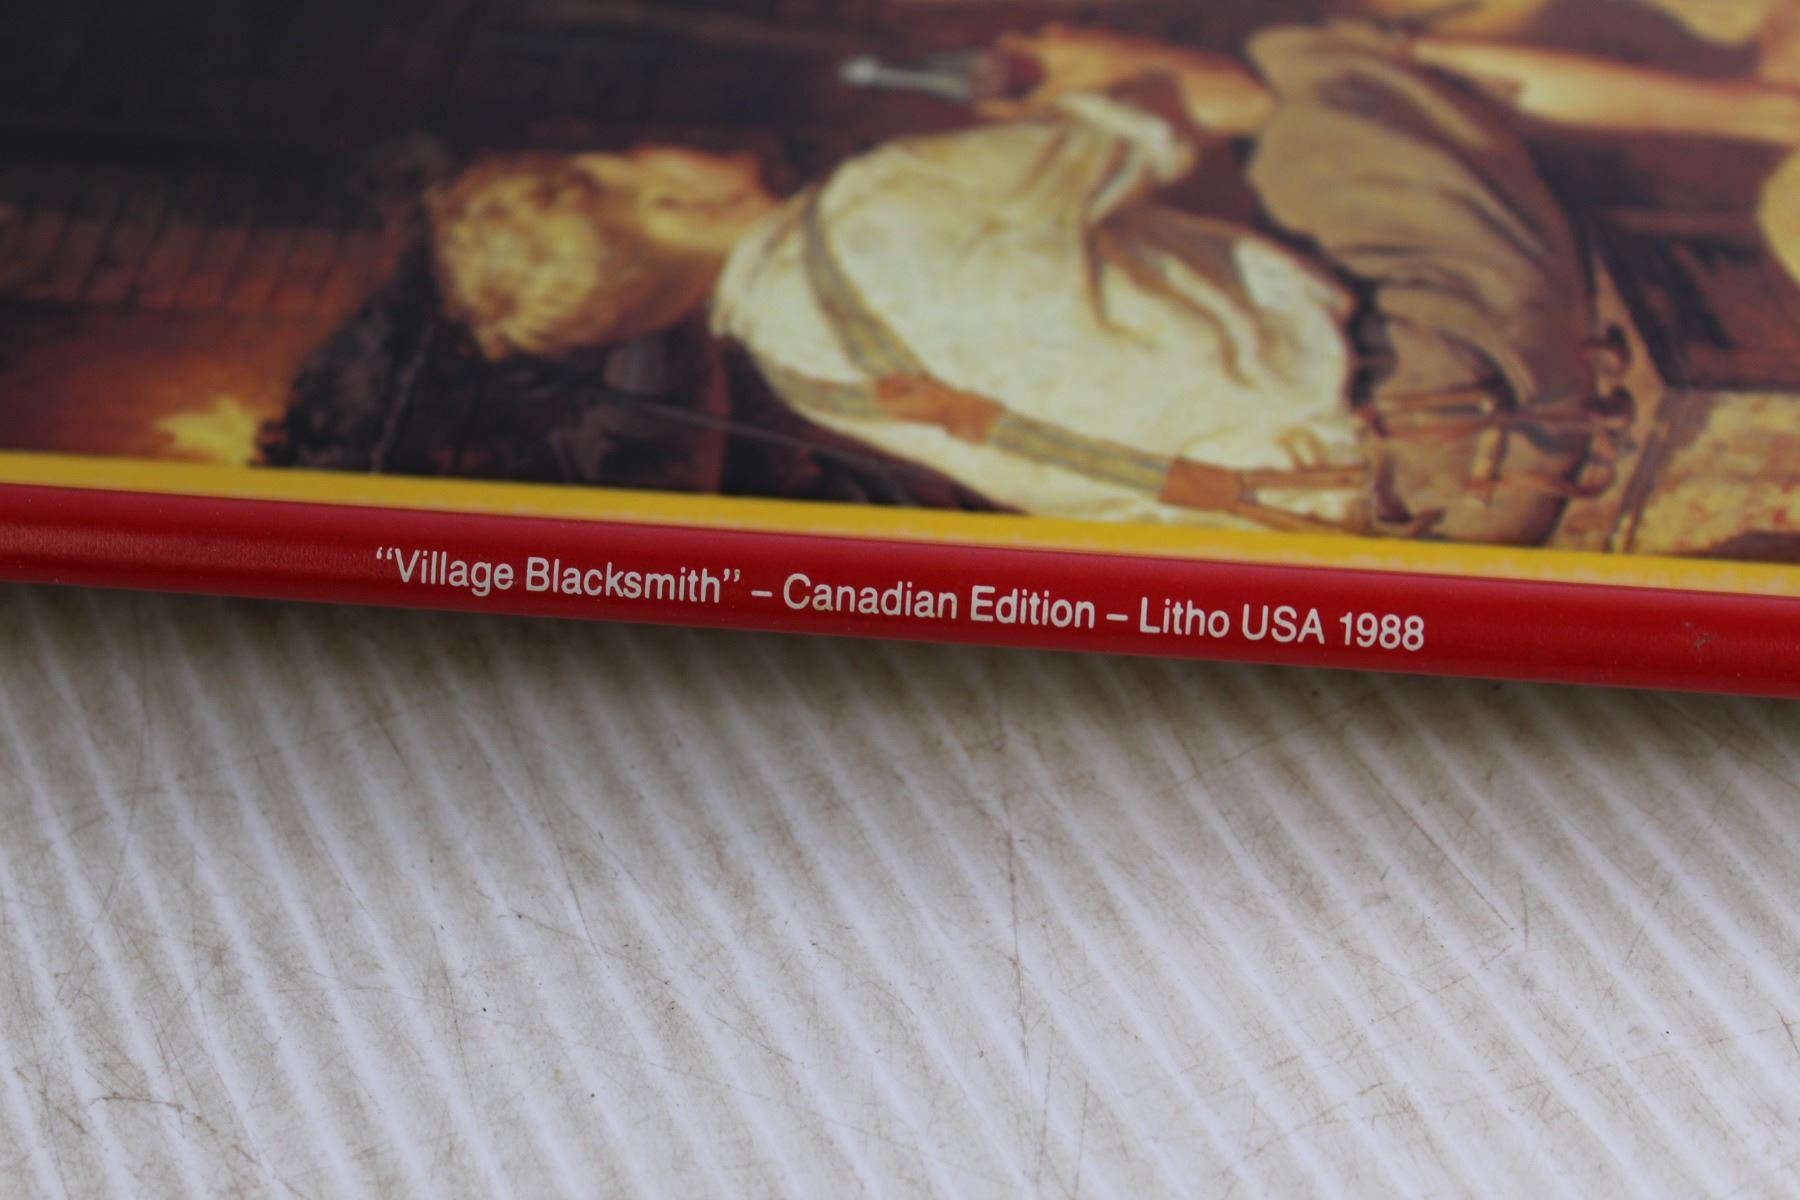 “Village Blacksmith” – Canadian Edition – Litho USA 1988